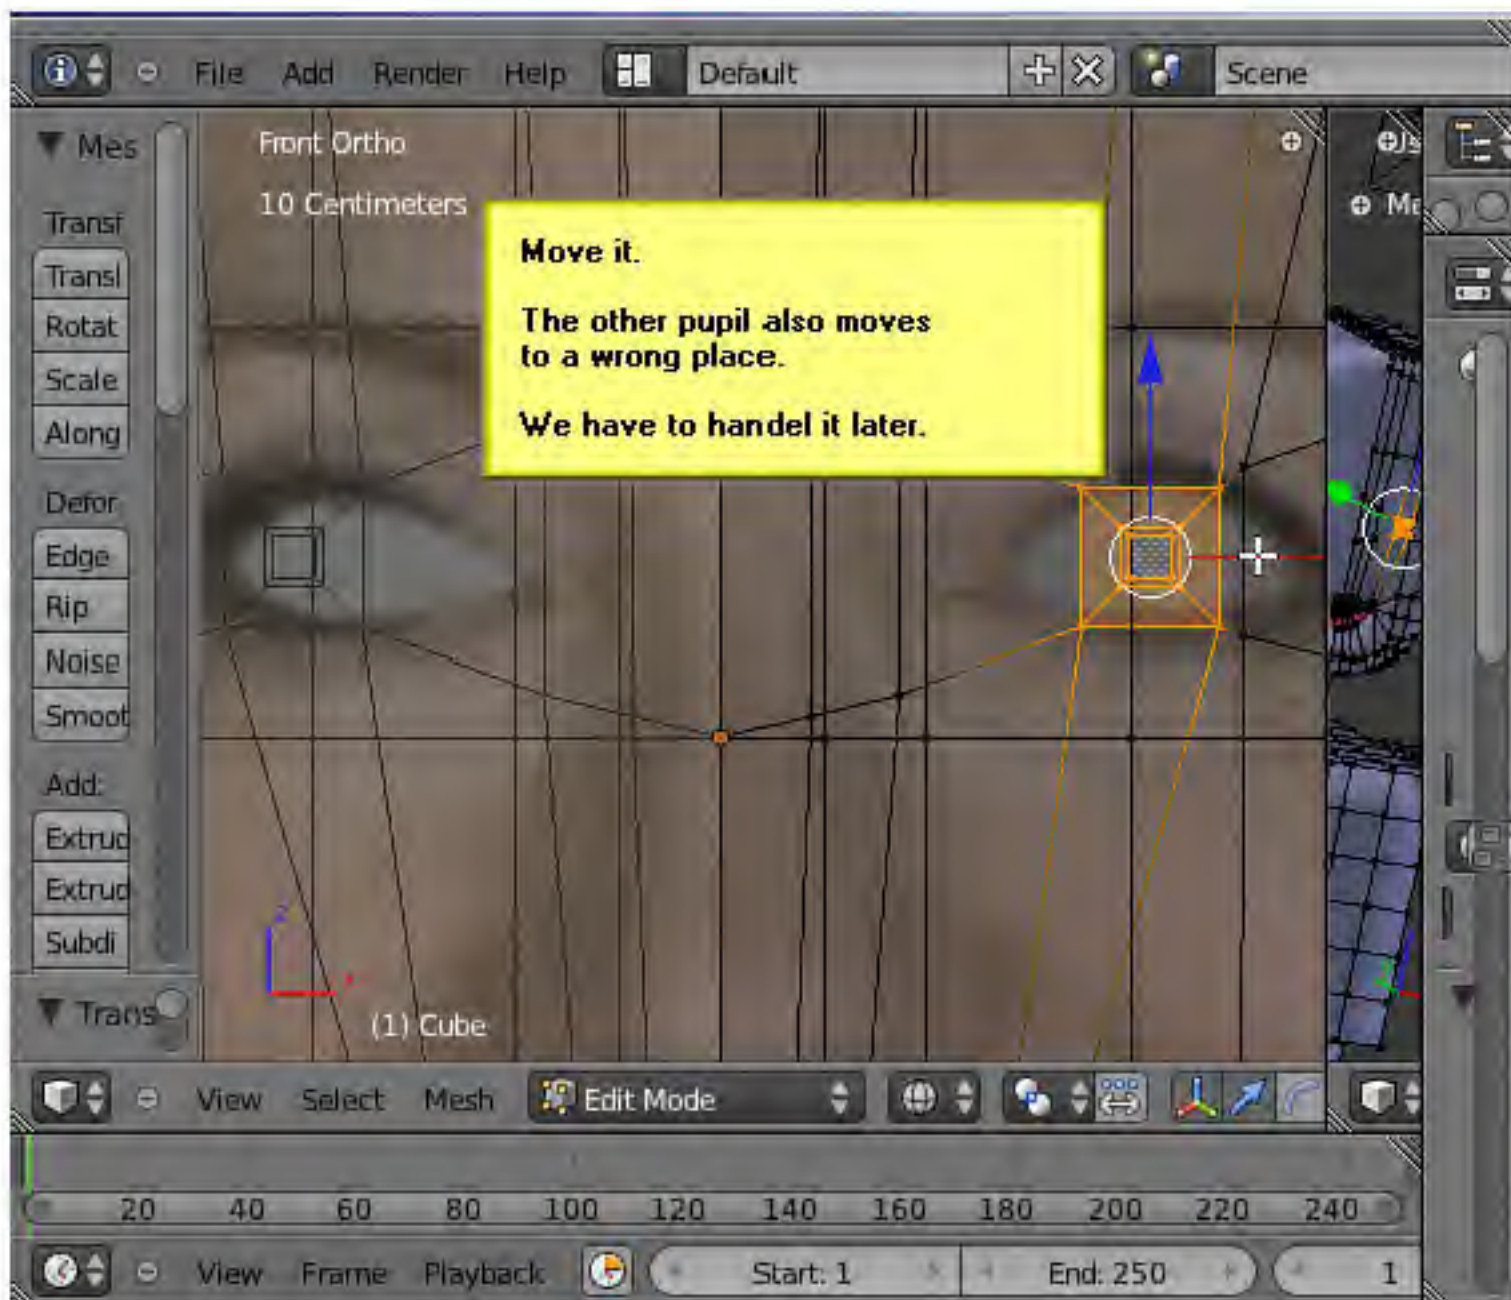 File Add Render Help Default Scene
Mes
Front Ortho
10 Centimeters
Move it.
The other pupil also moves
to a wrong place.
We have to handel it later.
Transf
Transl
Rotat
Scale
Along
Defor
Edge
Rip
Noise
Smoot
Add:
Extrud
Extrud
Subdi
Trans
(1) Cube
View Select Mesh Edit Mode
20 40 60 80 100 120 140 160 180 200 220 240
View Frame Playback Start: 1 End: 250 1